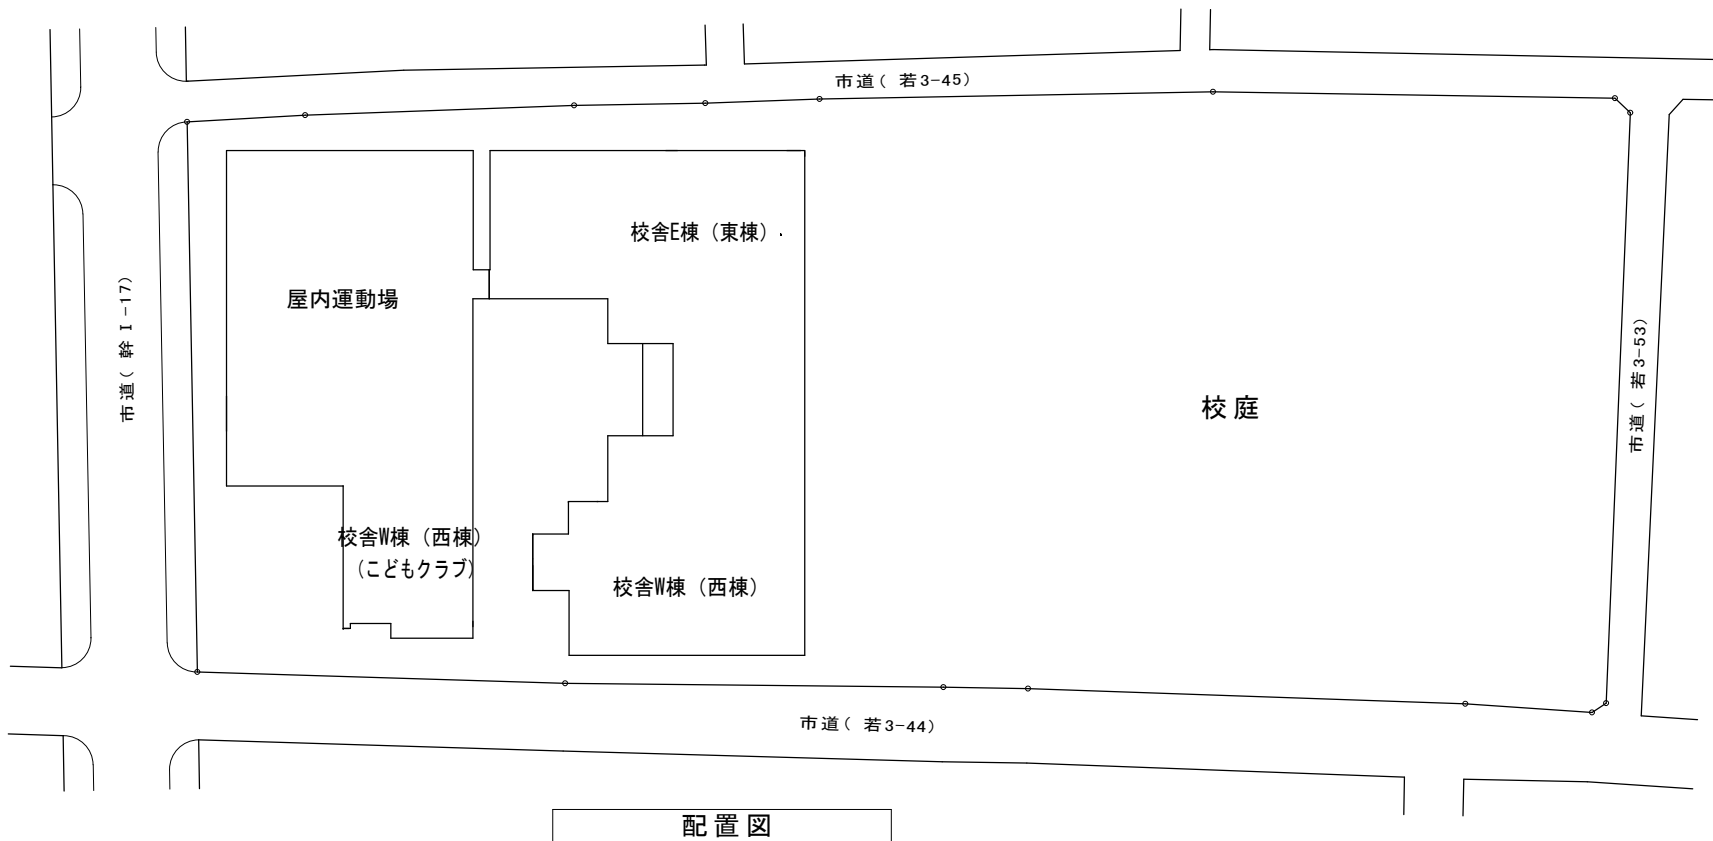 市道( 若3-45)
校舎E棟（東棟）
屋内運動場
市道( 幹I-17)
市道( 若3-53)
校庭
校舎W棟（西棟）
(こどもクラブ)
校舎W棟（西棟）
市道( 若3-44)
配置図